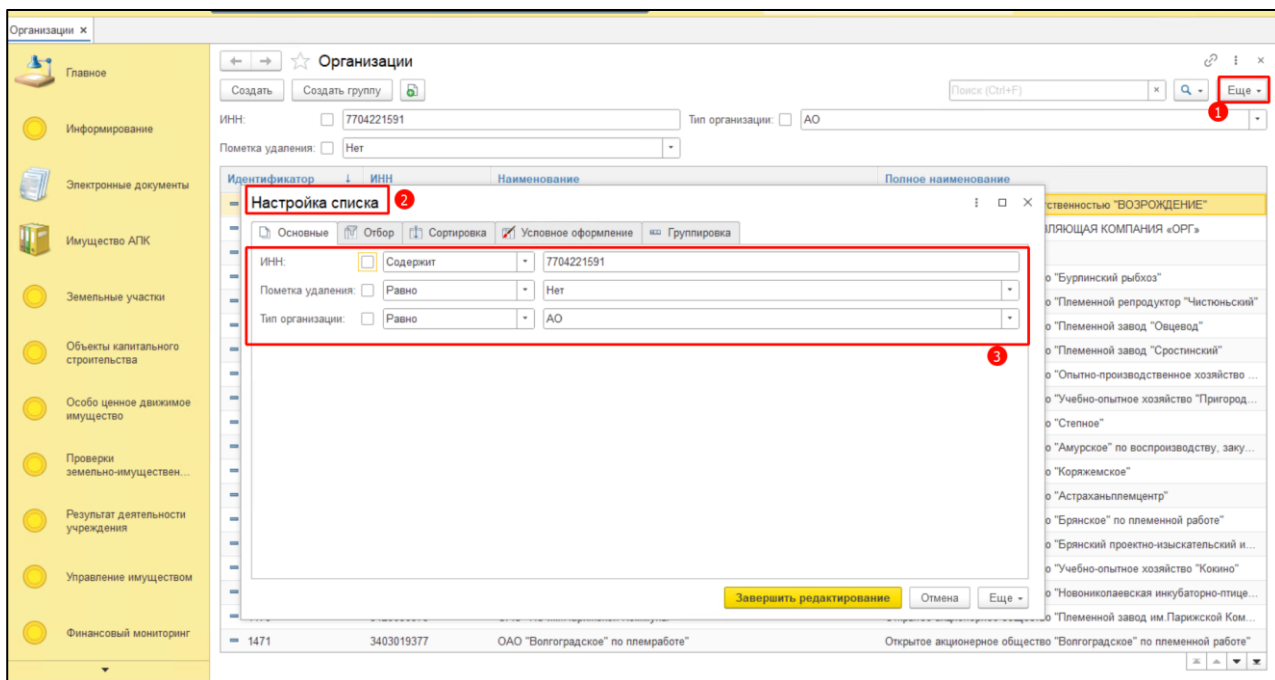 Организации ×
Главное
Информирование
Электронные документы
Имущество АПК
Земельные участки
Объекты капитального
строительства
Особо ценное движимое
имущество
Проверки
земельно-имуществен...
Результат деятельности
учреждения
Управление имуществом
Финансовый мониторинг
Организации
Создать Создать группу Поиск (Ctrl+F) × Еще
1
ИНН: 7704221591 Тип организации: АО
Пометка удаления: Нет
Идентификатор ↓ ИНН Наименование Полное наименование
Настройка списка 2
Основные Отбор Сортировка Условное оформление Группировка
ИНН: Содержит 7704221591
Пометка удаления: Равно Нет
Тип организации: Равно АО
3
Завершить редактирование Отмена Еще
тственностью "ВОЗРОЖДЕНИЕ"
ВЛЯЮЩАЯ КОМПАНИЯ «ОРГ»
о "Бурлинский рыбхоз"
о "Племенной репродуктор "Чистюньский"
о "Племенной завод "Овцевод"
о "Племенной завод "Сростинский"
о "Опытно-производственное хозяйство ...
о "Учебно-опытное хозяйство "Пригород...
о "Степное"
о "Амурское" по воспроизводству, заку...
о "Коряжемское"
о "Астраханьплемцентр"
о "Брянское" по племенной работе"
о "Брянский проектно-изыскательский и...
о "Учебно-опытное хозяйство "Кокино"
о "Новониколаевская инкубаторно-птице...
о "Племенной завод им.Парижской Ком...
1471 3403019377 ОАО "Волгоградское" по племработе" Открытое акционерное общество "Волгоградское" по племенной работе"